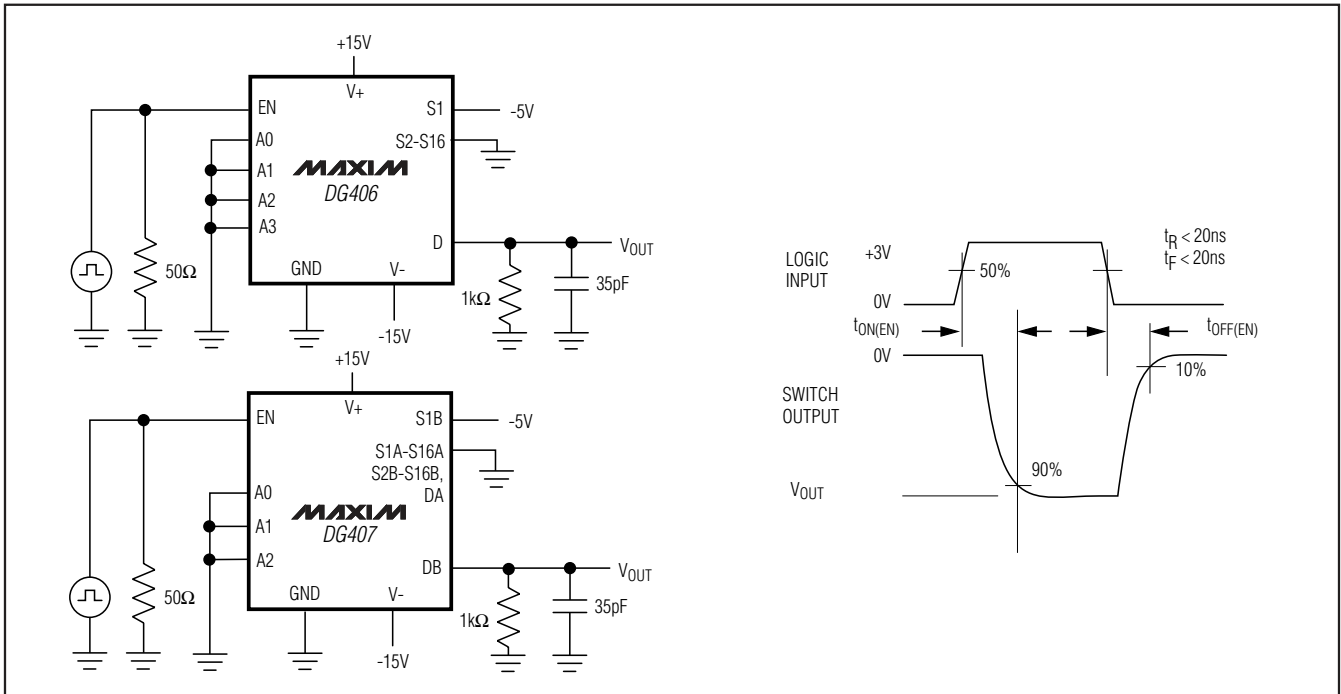 +15V
V+
EN
S1
-5V
A0
S2-S16
A1
MAXIM
A2
DG406
A3
D
VOUT
50Ω
GND
V-
1kΩ
35pF
-15V
+15V
V+
EN
S1B
-5V
S1A-S16A
S2B-S16B,
DA
A0
MAXIM
A1
DG407
A2
DB
VOUT
50Ω
GND
V-
1kΩ
35pF
-15V
LOGIC
INPUT
+3V
50%
0V
tR < 20ns
tF < 20ns
tON(EN)
tOFF(EN)
0V
10%
SWITCH
OUTPUT
90%
VOUT